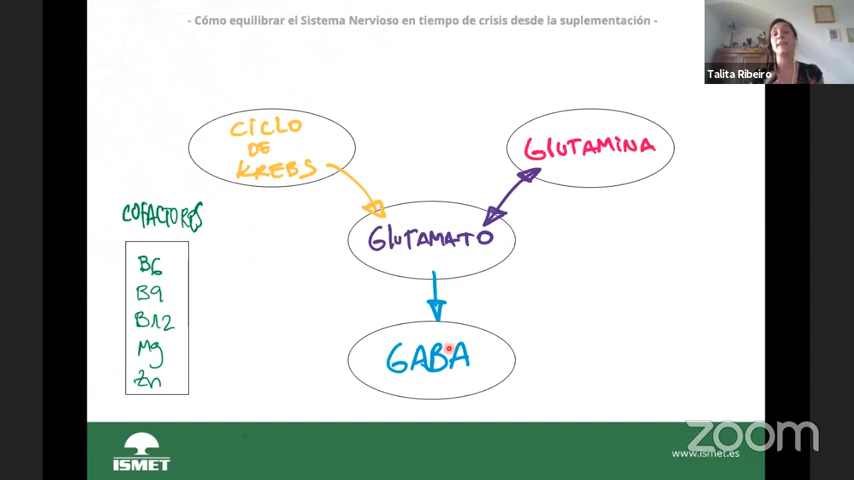 - Cómo equilibrar el Sistema Nervioso en tiempo de crisis desde la suplementación -
Talita Ribeiro
CICLO
DE
KREBS
GLUTAMINA
COFACTORES
GLUTAMATO
B6
B9
B12
Mg
Zn
GABA
zoom
www.ismet.es
ISMET